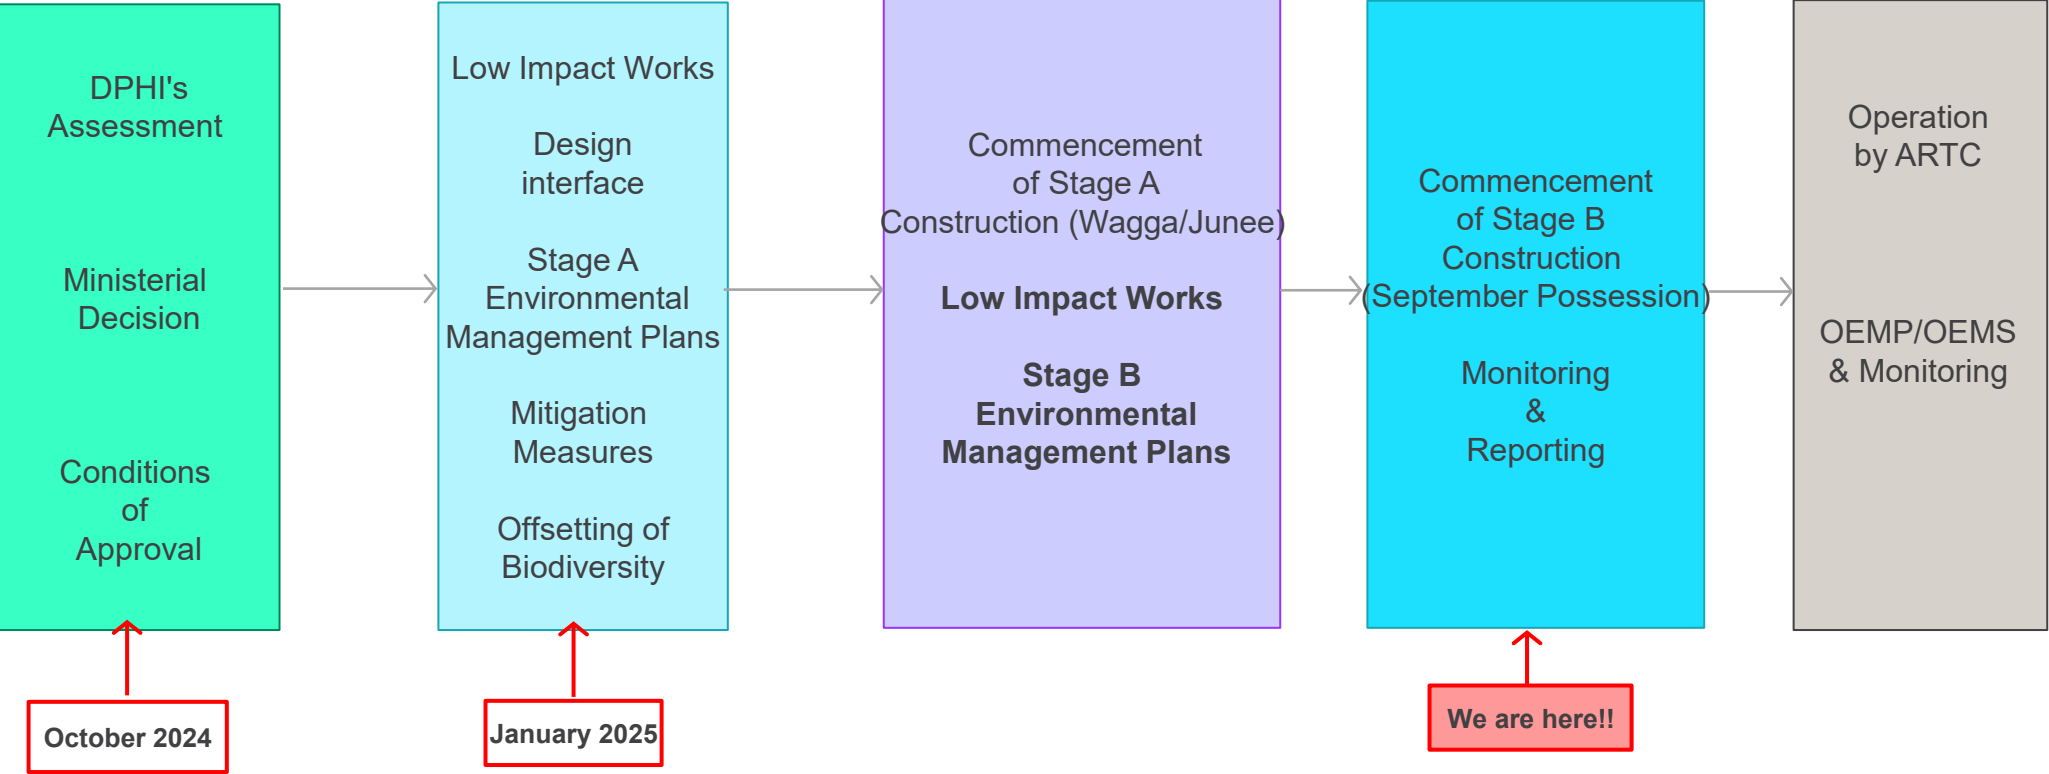 DPHI's
Assessment
Ministerial
Decision
Conditions
of
Approval
Low Impact Works
Design
interface
Stage A
Environmental
Management Plans
Mitigation
Measures
Offsetting of
Biodiversity
Commencement
of Stage A
Construction (Wagga/Junee)
Low Impact Works
Stage B
Environmental
Management Plans
Commencement
of Stage B
Construction
(September Possession)
Monitoring
&
Reporting
Operation
by ARTC
OEMP/OEMS
& Monitoring
October 2024
January 2025
We are here!!